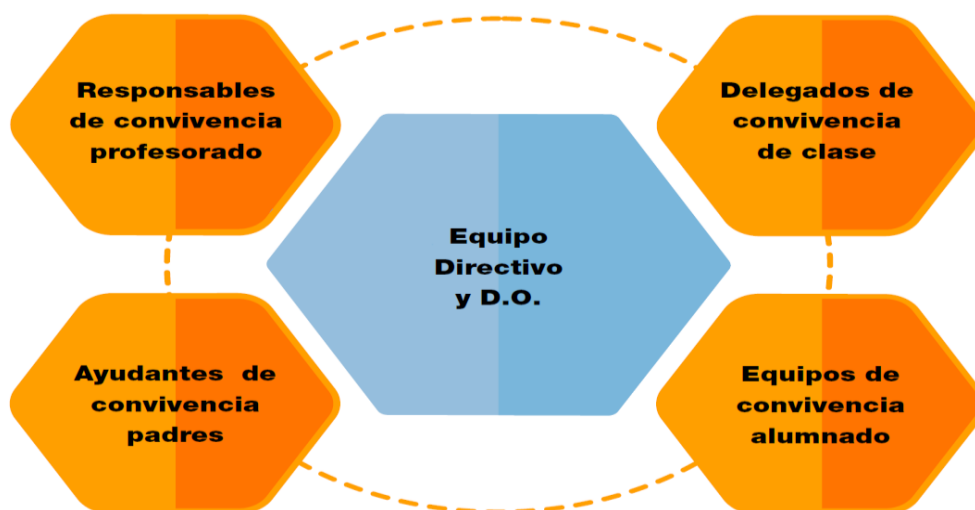 Responsables
de convivencia
profesorado
Delegados de
convivencia
de clase
Equipo
Directivo
y D.O.
Ayudantes de
convivencia
padres
Equipos de
convivencia
alumnado